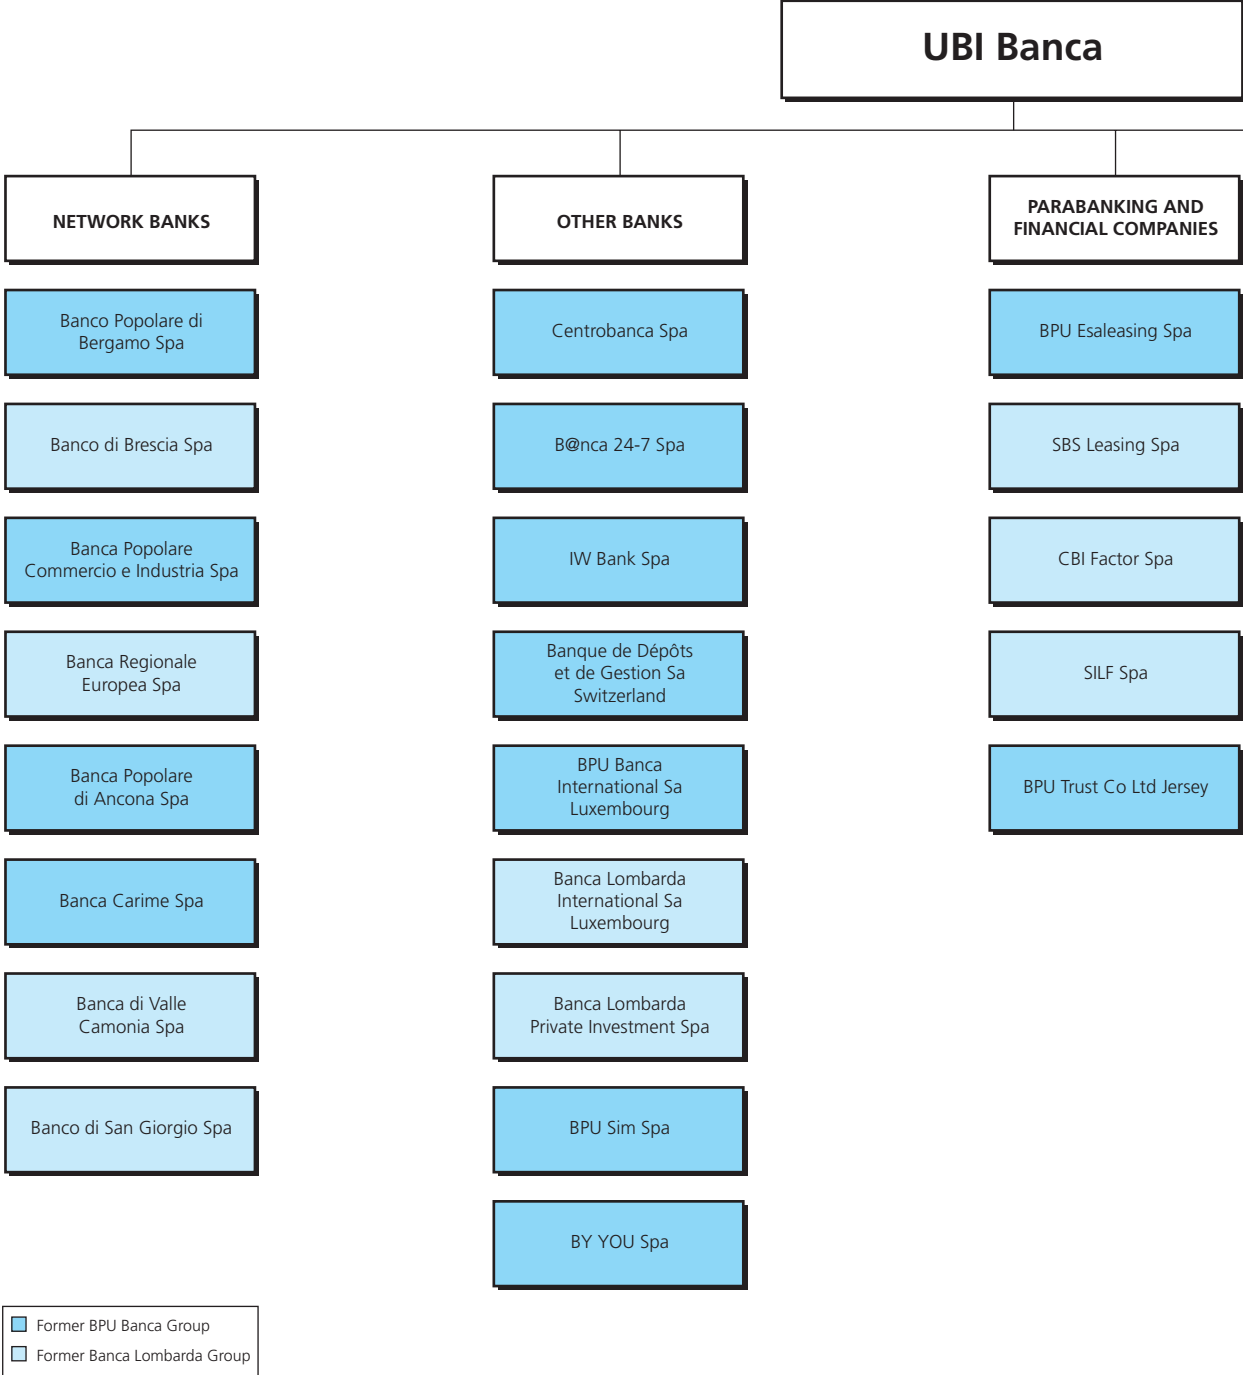 UBI Banca
NETWORK BANKS
Banco Popolare di
Bergamo Spa
Banco di Brescia Spa
Banca Popolare
Commercio e Industria Spa
Banca Regionale
Europea Spa
Banca Popolare
di Ancona Spa
Banca Carime Spa
Banca di Valle
Camonia Spa
Banco di San Giorgio Spa
OTHER BANKS
Centrobanca Spa
B@nca 24-7 Spa
IW Bank Spa
Banque de Dépôts
et de Gestion Sa
Switzerland
BPU Banca
International Sa
Luxembourg
Banca Lombarda
International Sa
Luxembourg
Banca Lombarda
Private Investment Spa
BPU Sim Spa
BY YOU Spa
PARABANKING AND
FINANCIAL COMPANIES
BPU Esaleasing Spa
SBS Leasing Spa
CBI Factor Spa
SILF Spa
BPU Trust Co Ltd Jersey
Former BPU Banca Group
Former Banca Lombarda Group